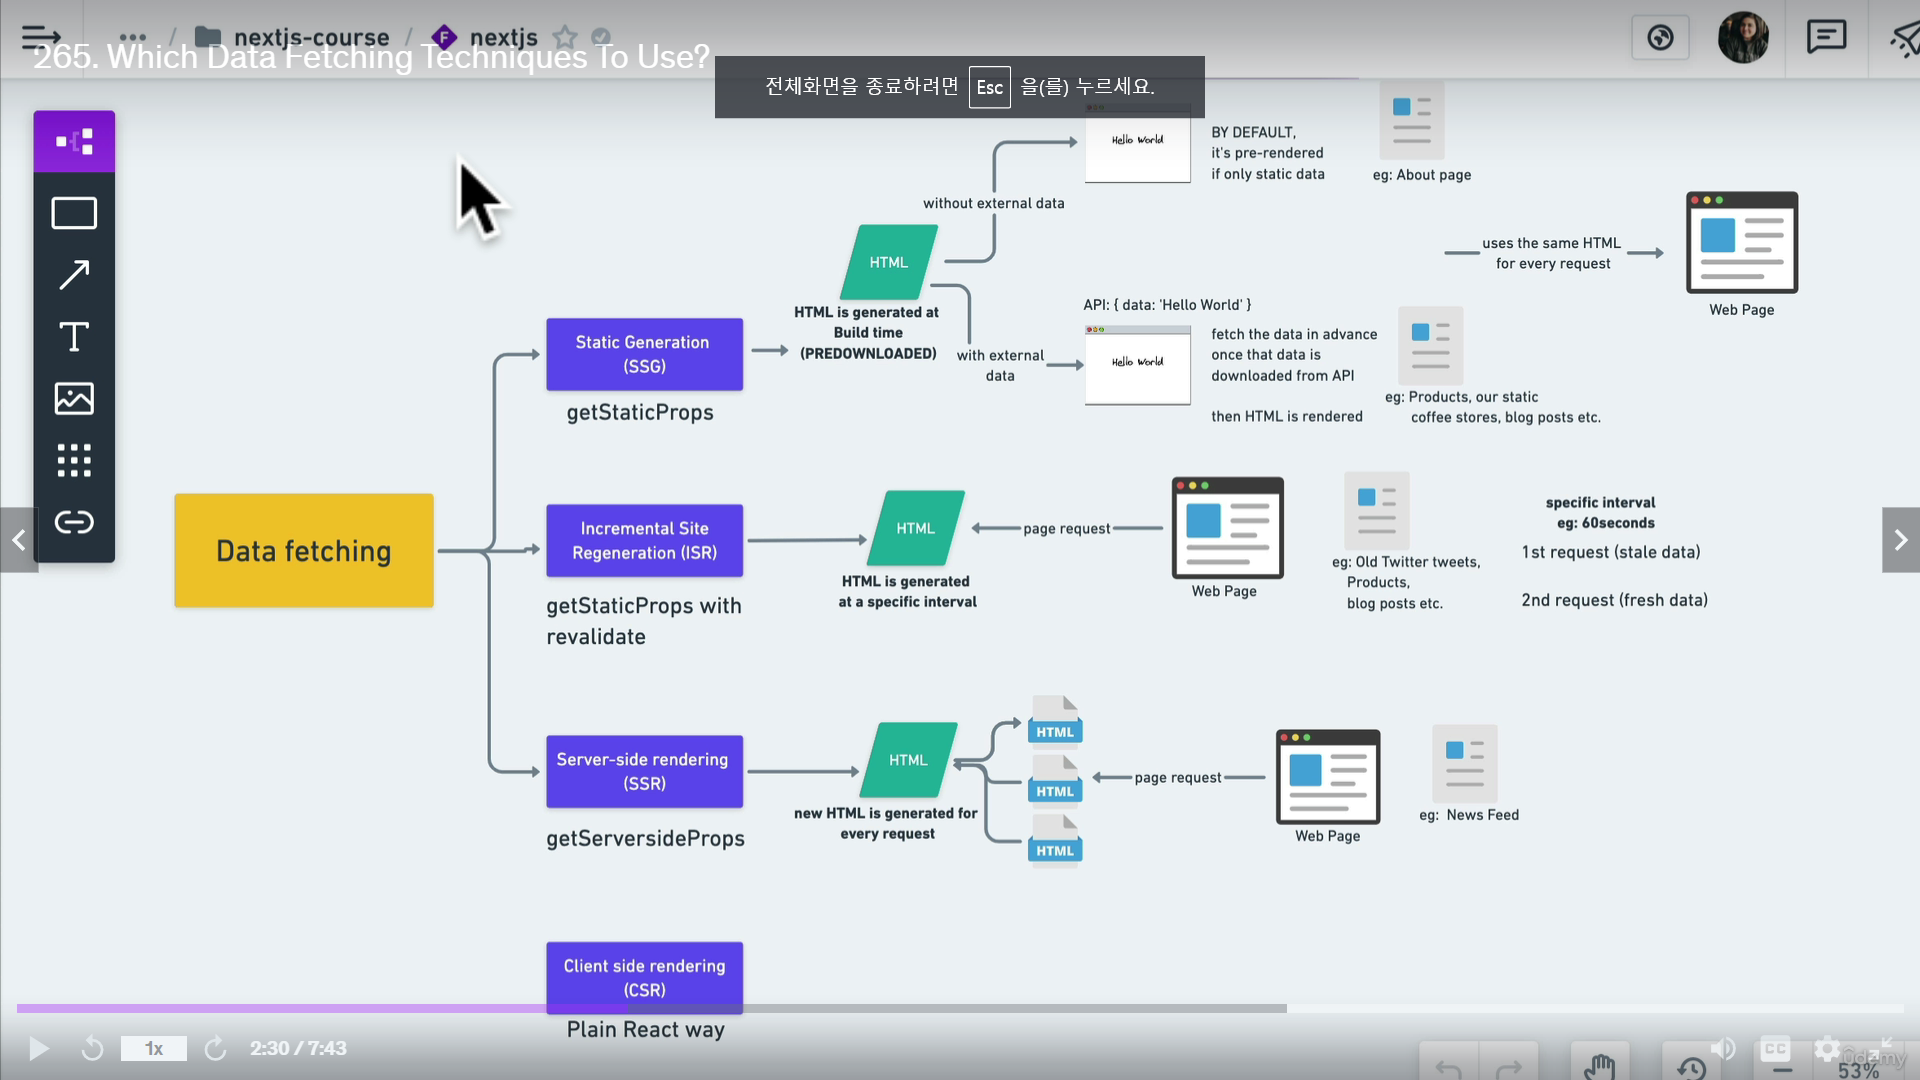 nextjs-course / nextjs
265. Which Data Fetching Techniques To Use?
전체화면을 종료하려면 Esc 을(를) 누르세요.
Hello World
BY DEFAULT,
it's pre-rendered
if only static data
eg: About page
without external data
HTML
HTML is generated at
Build time
(PREDOWNLOADED)
uses the same HTML
for every request
Web Page
API: { data: 'Hello World' }
with external
data
Hello World
fetch the data in advance
once that data is
downloaded from API
then HTML is rendered
eg: Products, our static
coffee stores, blog posts etc.
Static Generation
(SSG)
getStaticProps
Data fetching
Incremental Site
Regeneration (ISR)
getStaticProps with
revalidate
HTML
HTML is generated
at a specific interval
page request
Web Page
eg: Old Twitter tweets,
Products,
blog posts etc.
specific interval
eg: 60seconds
1st request (stale data)
2nd request (fresh data)
Server-side rendering
(SSR)
getServersideProps
HTML
new HTML is generated for
every request
HTML
HTML
HTML
page request
Web Page
eg: News Feed
Client side rendering
(CSR)
Plain React way
1x
2:30 / 7:43
CC
ûdemy
53%